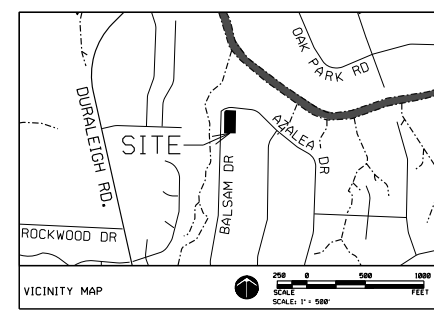 OAK PARK RD
DURALEIGH RD.
SITE
AZALEA DR
BALSAM DR
ROCKWOOD DR
VICINITY MAP
250 0 500 1000
SCALE FEET
SCALE: 1" = 500'